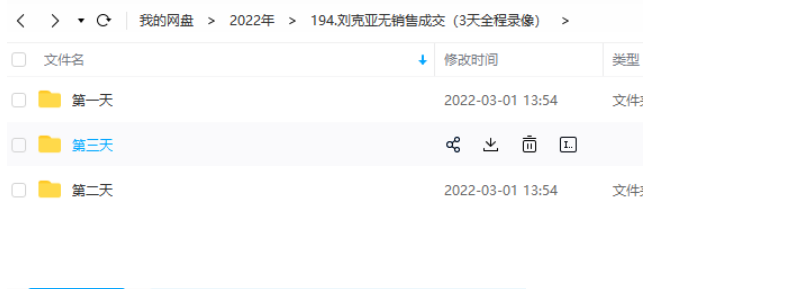 我的网盘 > 2022年 > 194.刘克亚无销售成交（3天全程录像） >
文件名 修改时间 类型
第一天 2022-03-01 13:54 文件
第三天
第二天 2022-03-01 13:54 文件